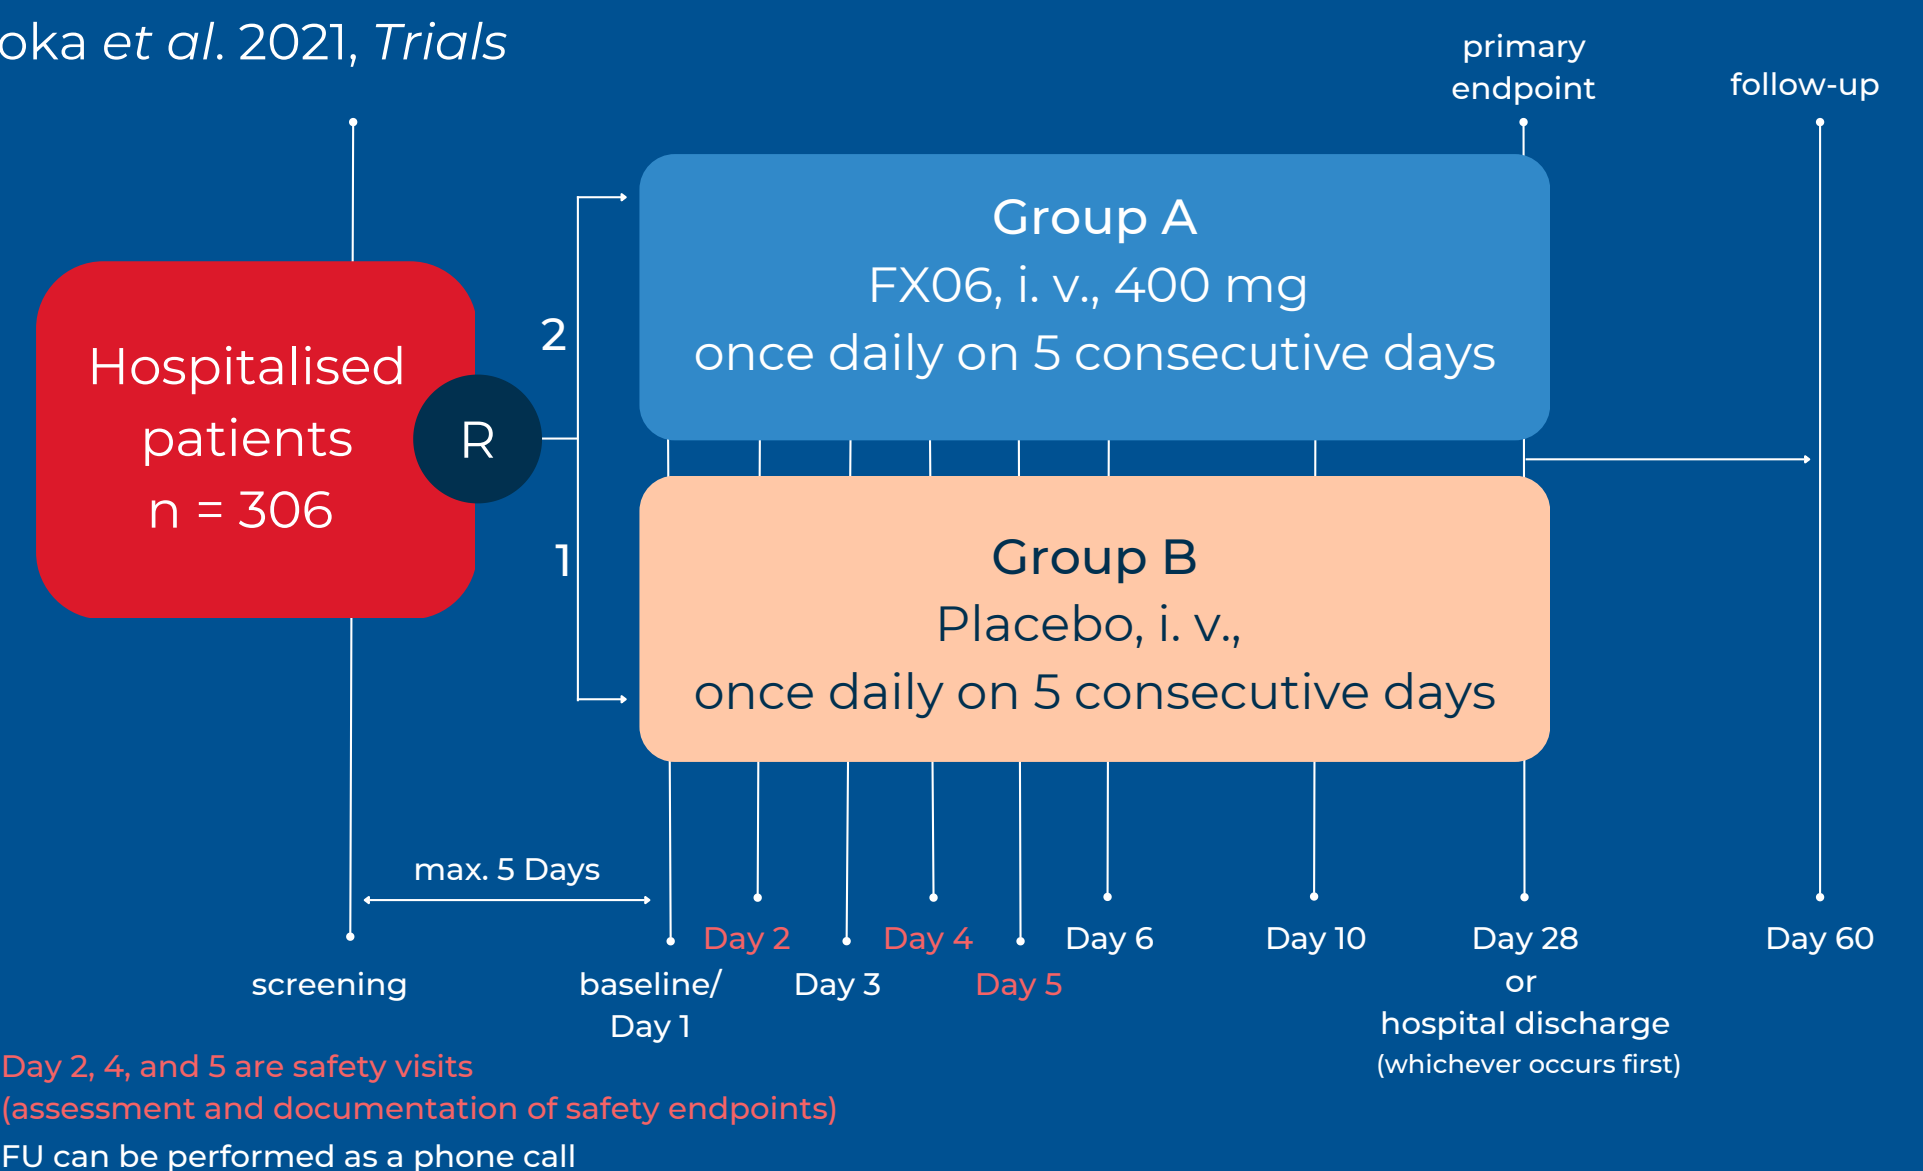 oka et al. 2021, Trials
primary
endpoint
follow-up
Hospitalised
patients
n = 306
R
2
1
Group A
FX06, i. v., 400 mg
once daily on 5 consecutive days
Group B
Placebo, i. v.,
once daily on 5 consecutive days
max. 5 Days
screening
baseline/
Day 1
Day 2
Day 3
Day 4
Day 5
Day 6
Day 10
Day 28
or
hospital discharge
(whichever occurs first)
Day 60
Day 2, 4, and 5 are safety visits
(assessment and documentation of safety endpoints)
FU can be performed as a phone call